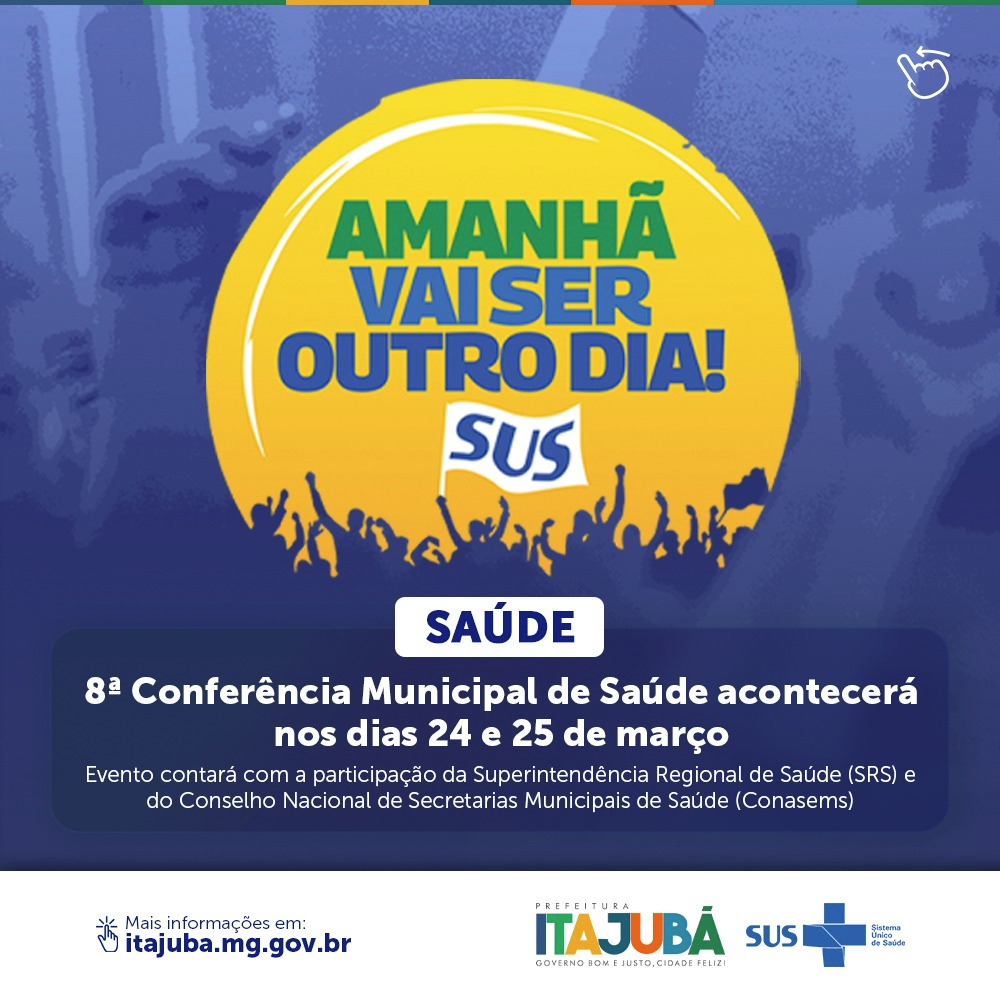 AMANHÃ
VAI SER
OUTRO DIA!
SUS
SAÚDE
8ª Conferência Municipal de Saúde acontecerá
nos dias 24 e 25 de março
Evento contará com a participação da Superintendência Regional de Saúde (SRS) e
do Conselho Nacional de Secretarias Municipais de Saúde (Conasems)
Mais informações em:
itajuba.mg.gov.br
PREFEITURA
ITAJUBÁ
GOVERNO BOM E JUSTO, CIDADE FELIZ!
SUS
Sistema
Único
de Saúde